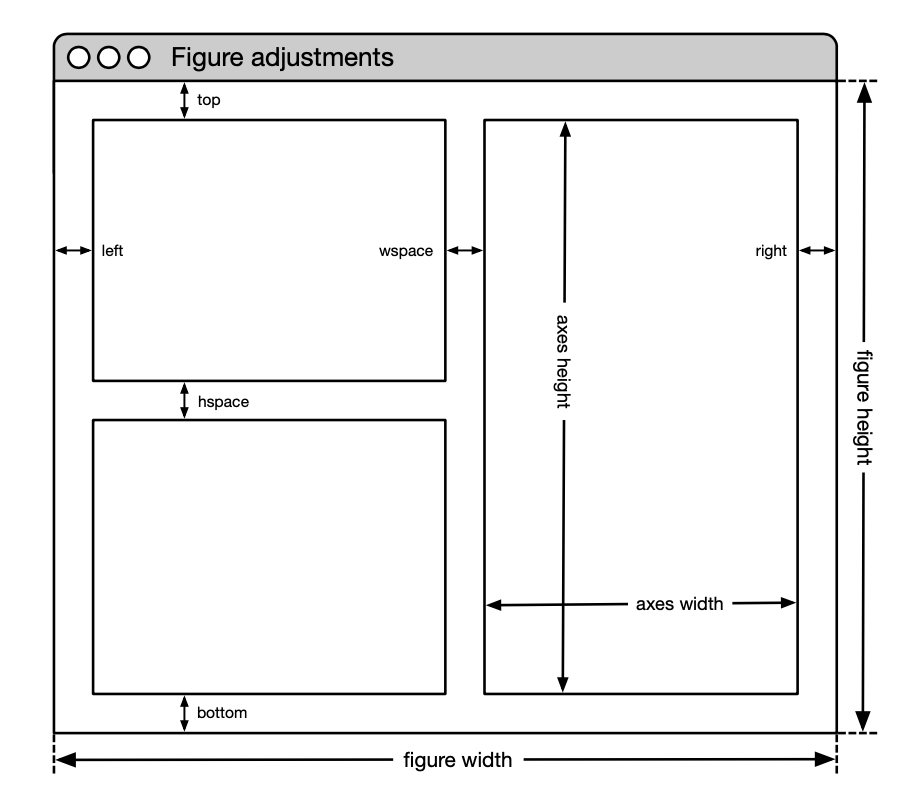 Figure adjustments
top
left
wspace
right
axes height
figure height
hspace
axes width
bottom
figure width